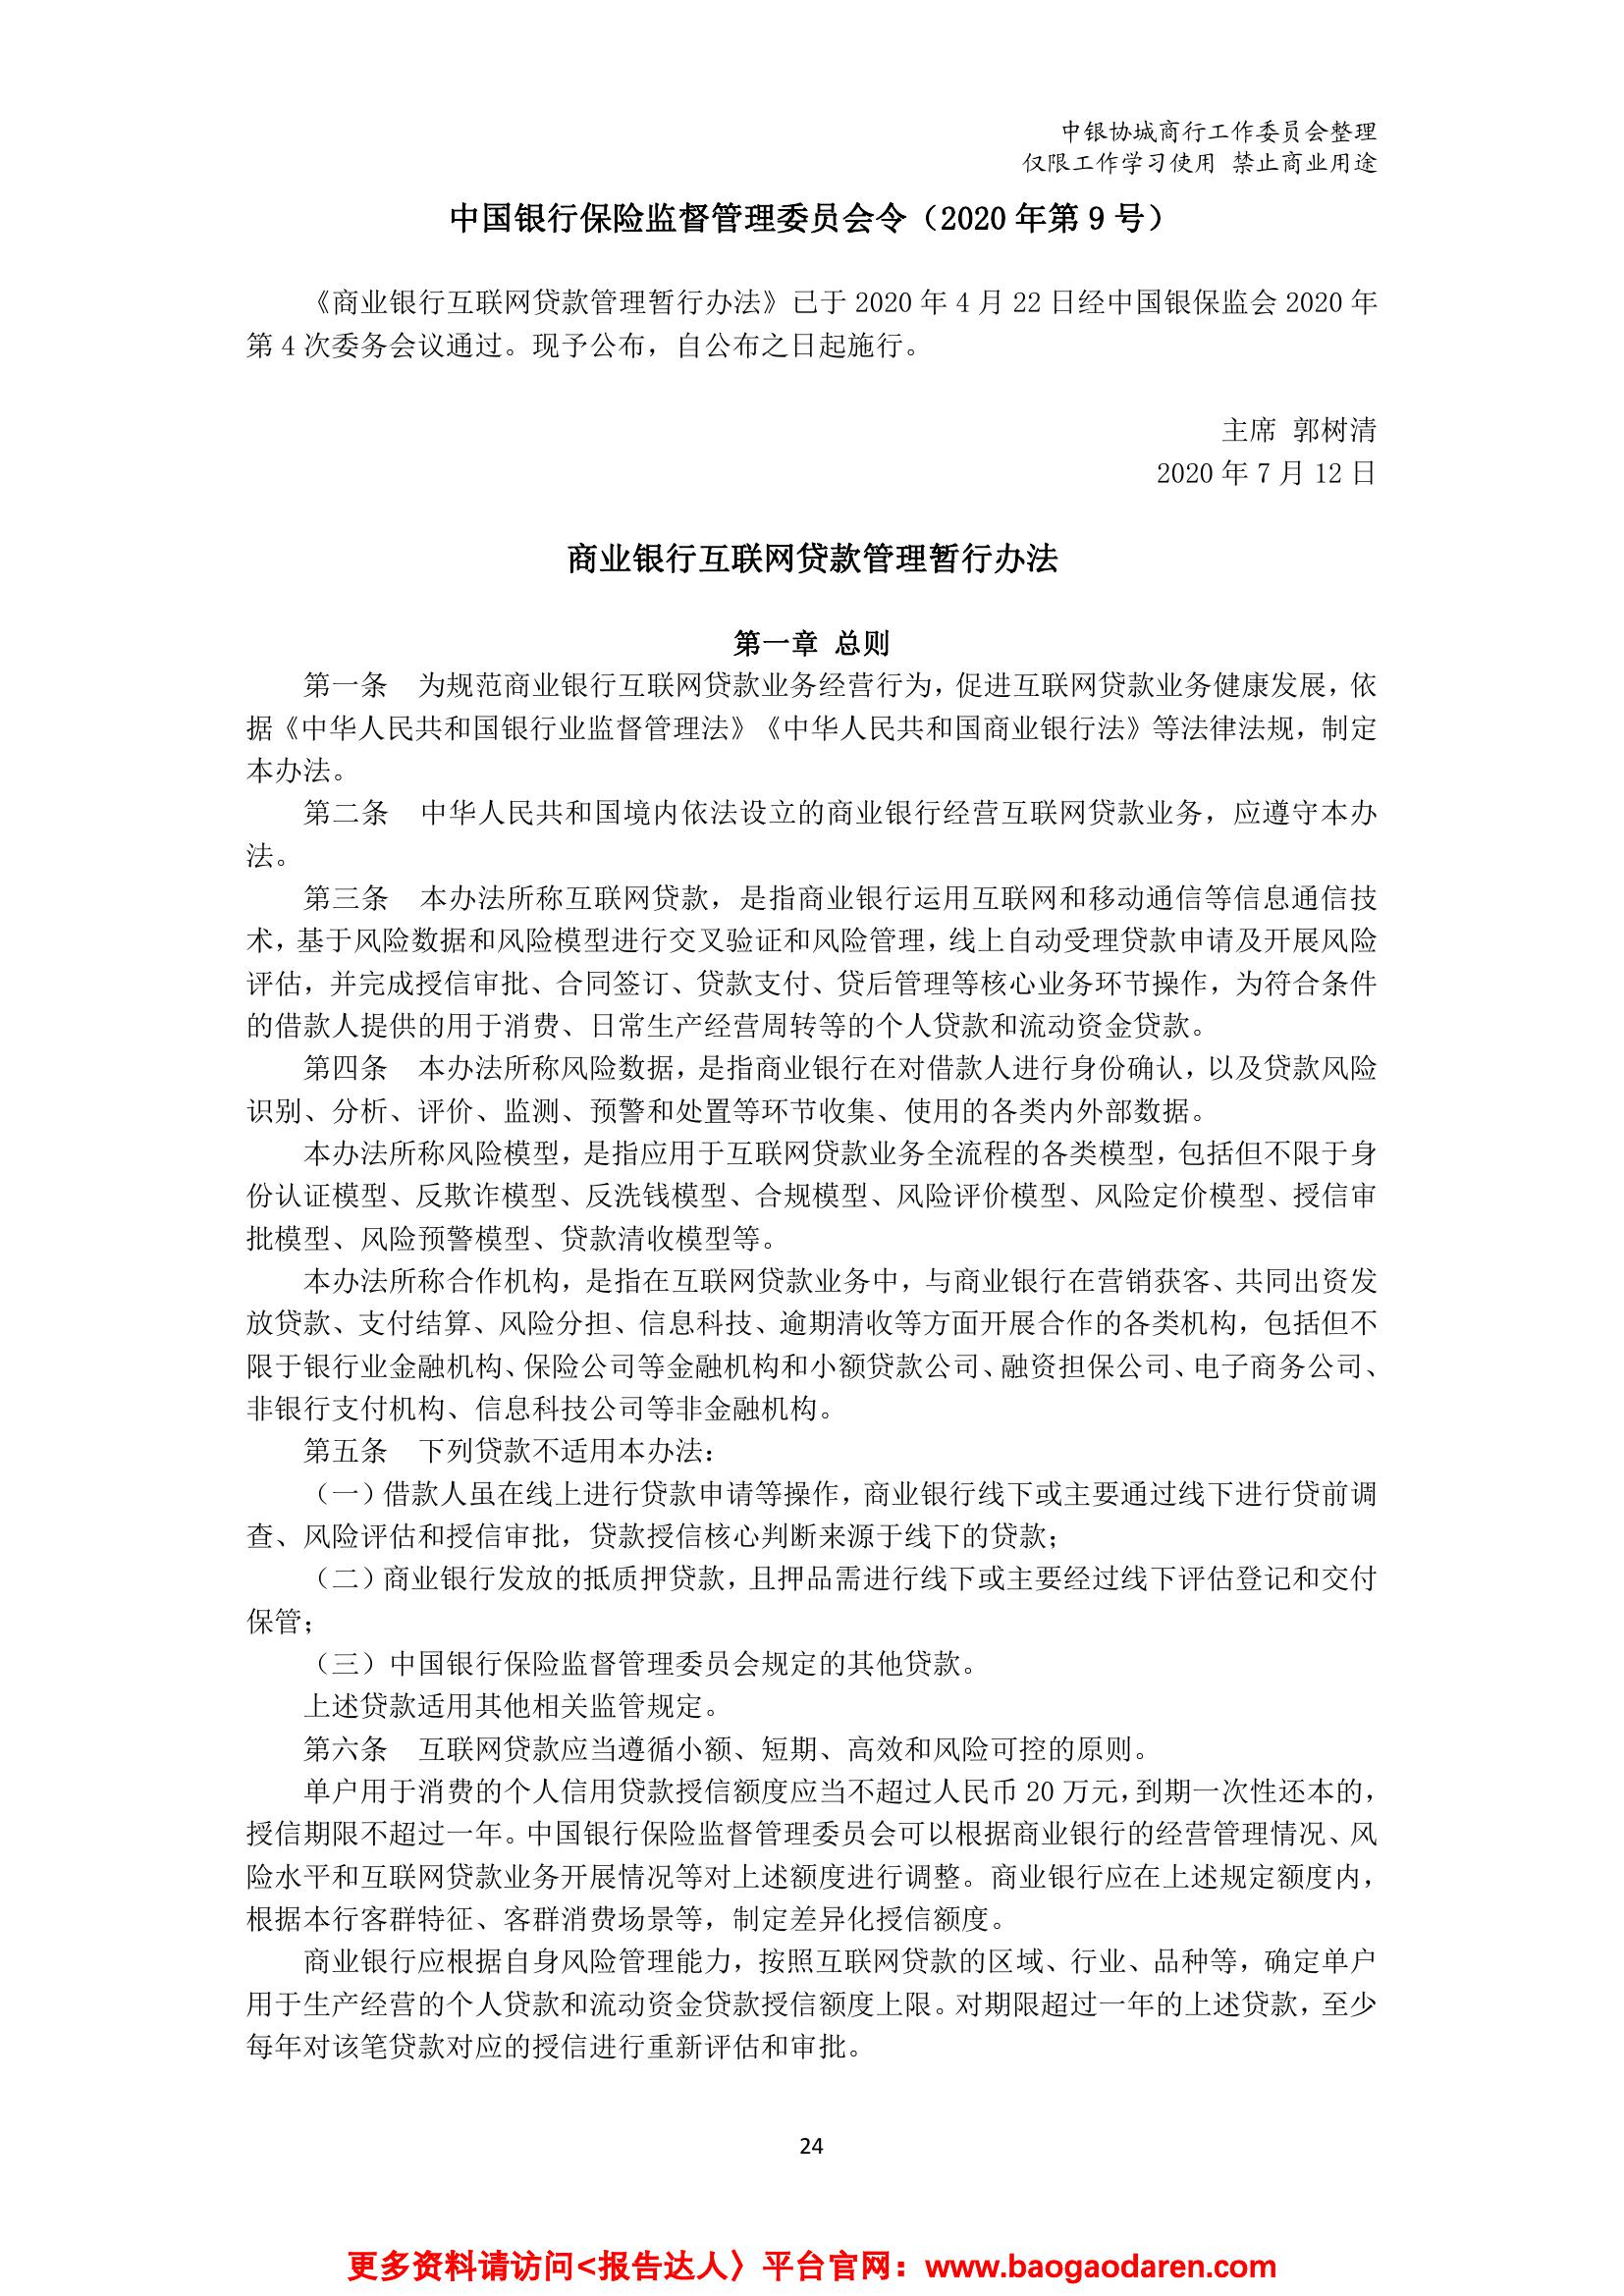 中银协城商行工作委员会整理
仅限工作学习使用 禁止商业用途
中国银行保险监督管理委员会令（2020 年第 9 号）
《商业银行互联网贷款管理暂行办法》已于 2020 年 4 月 22 日经中国银保监会 2020 年
第 4 次委务会议通过。现予公布，自公布之日起施行。
主席 郭树清
2020 年 7 月 12 日
商业银行互联网贷款管理暂行办法
第一章 总则
第一条　为规范商业银行互联网贷款业务经营行为，促进互联网贷款业务健康发展，依
据《中华人民共和国银行业监督管理法》《中华人民共和国商业银行法》等法律法规，制定
本办法。
第二条　中华人民共和国境内依法设立的商业银行经营互联网贷款业务，应遵守本办
法。
第三条　本办法所称互联网贷款，是指商业银行运用互联网和移动通信等信息通信技
术，基于风险数据和风险模型进行交叉验证和风险管理，线上自动受理贷款申请及开展风险
评估，并完成授信审批、合同签订、贷款支付、贷后管理等核心业务环节操作，为符合条件
的借款人提供的用于消费、日常生产经营周转等的个人贷款和流动资金贷款。
第四条　本办法所称风险数据，是指商业银行在对借款人进行身份确认，以及贷款风险
识别、分析、评价、监测、预警和处置等环节收集、使用的各类内外部数据。
本办法所称风险模型，是指应用于互联网贷款业务全流程的各类模型，包括但不限于身
份认证模型、反欺诈模型、反洗钱模型、合规模型、风险评价模型、风险定价模型、授信审
批模型、风险预警模型、贷款清收模型等。
本办法所称合作机构，是指在互联网贷款业务中，与商业银行在营销获客、共同出资发
放贷款、支付结算、风险分担、信息科技、逾期清收等方面开展合作的各类机构，包括但不
限于银行业金融机构、保险公司等金融机构和小额贷款公司、融资担保公司、电子商务公司、
非银行支付机构、信息科技公司等非金融机构。
第五条　下列贷款不适用本办法：
（一）借款人虽在线上进行贷款申请等操作，商业银行线下或主要通过线下进行贷前调
查、风险评估和授信审批，贷款授信核心判断来源于线下的贷款；
（二）商业银行发放的抵质押贷款，且押品需进行线下或主要经过线下评估登记和交付
保管；
（三）中国银行保险监督管理委员会规定的其他贷款。
上述贷款适用其他相关监管规定。
第六条　互联网贷款应当遵循小额、短期、高效和风险可控的原则。
单户用于消费的个人信用贷款授信额度应当不超过人民币 20 万元，到期一次性还本的，
授信期限不超过一年。中国银行保险监督管理委员会可以根据商业银行的经营管理情况、风
险水平和互联网贷款业务开展情况等对上述额度进行调整。商业银行应在上述规定额度内，
根据本行客群特征、客群消费场景等，制定差异化授信额度。
商业银行应根据自身风险管理能力，按照互联网贷款的区域、行业、品种等，确定单户
用于生产经营的个人贷款和流动资金贷款授信额度上限。对期限超过一年的上述贷款，至少
每年对该笔贷款对应的授信进行重新评估和审批。
24
更多资料请访问<报告达人〉平台官网：www.baogaodaren.com